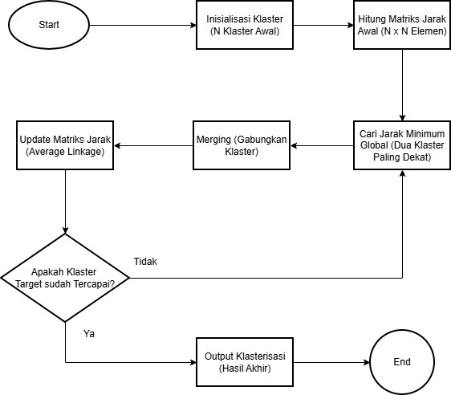 Start
Inisialisasi Klaster
(N Klaster Awal)
Hitung Matriks Jarak
Awal (N x N Elemen)
Cari Jarak Minimum
Global (Dua Klaster
Paling Dekat)
Merging (Gabungkan
Klaster)
Update Matriks Jarak
(Average Linkage)
Apakah Klaster
Target sudah Tercapai?
Tidak
Ya
Output Klasterisasi
(Hasil Akhir)
End